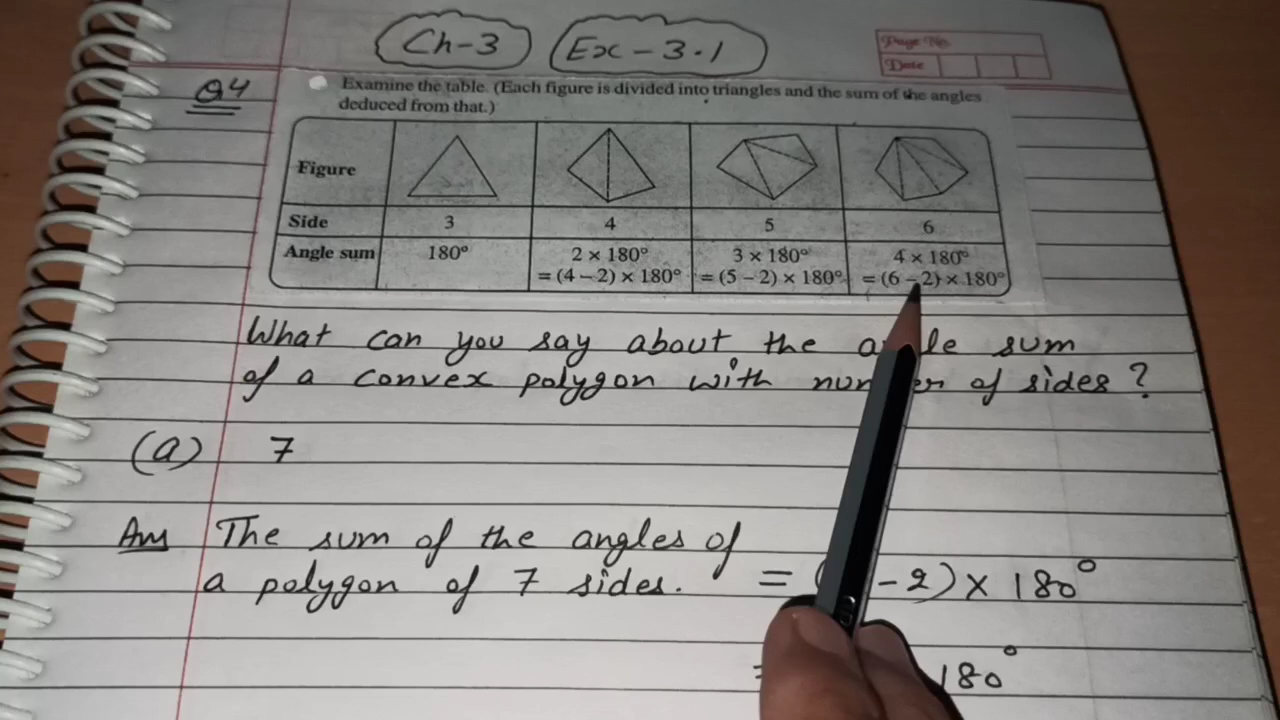 Ch-3 Ex-3.1
Page No.
Date
Q4 Examine the table. (Each figure is divided into triangles and the sum of the angles
deduced from that.)
Figure
Side 3 4 5 6
Angle sum 180° 2 × 180° 3 × 180° 4 × 180°
= (4 – 2) × 180° = (5 – 2) × 180° = (6 – 2) × 180°
What can you say about the sum
of a convex polygon with of sides ?
(a) 7
Ans The sum of the angles of
a polygon of 7 sides. = ( -2) × 180°
180°